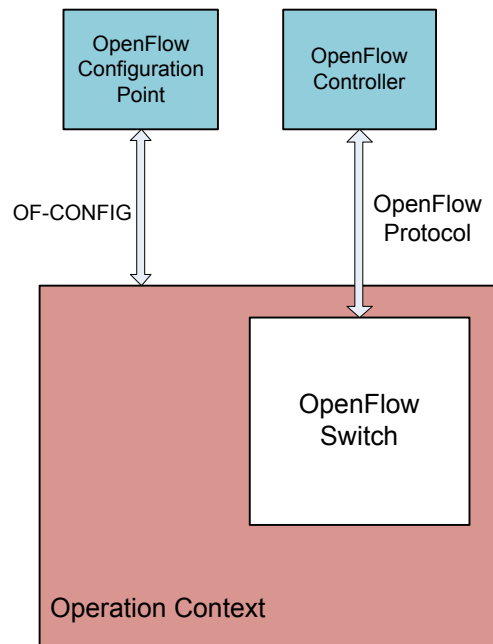 OpenFlow
Configuration
Point
OpenFlow
Controller
OF-CONFIG
OpenFlow
Protocol
OpenFlow
Switch
Operation Context